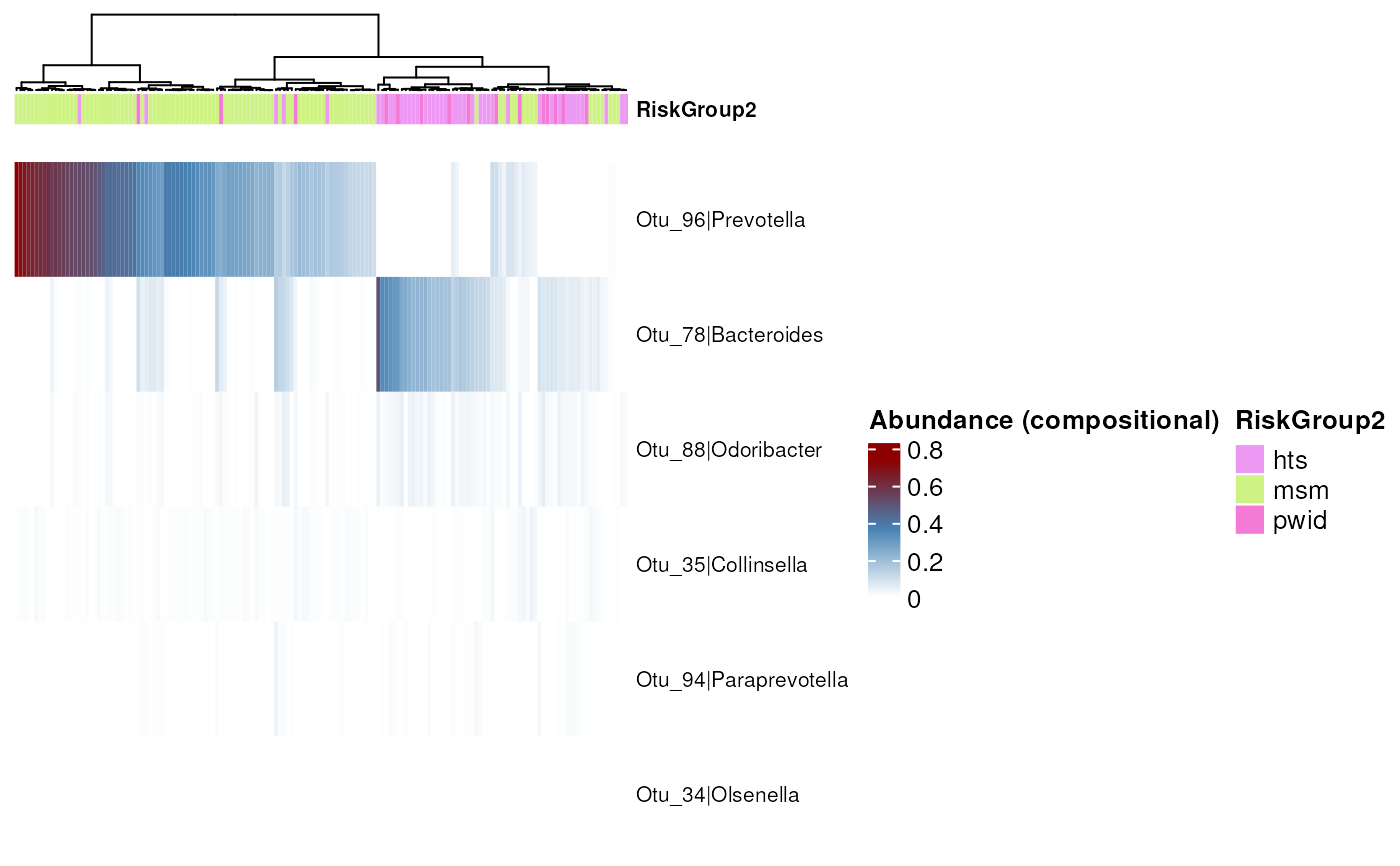 RiskGroup2
Otu_96|Prevotella
Otu_78|Bacteroides
Otu_88|Odoribacter
Otu_35|Collinsella
Otu_94|Paraprevotella
Otu_34|Olsenella
Abundance (compositional)
0.8
0.6
0.4
0.2
0
RiskGroup2
hts
msm
pwid